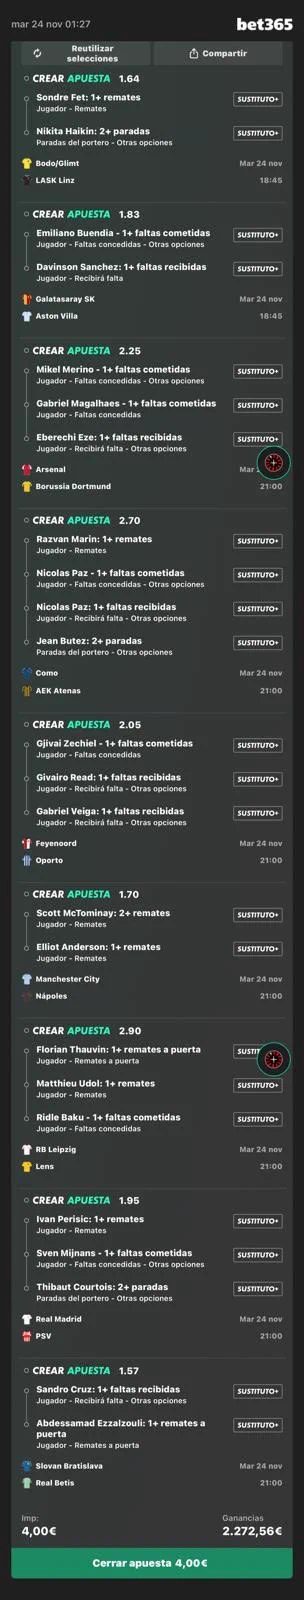 mar 24 nov 01:27
bet365
Reutilizar
selecciones
Compartir
CREAR APUESTA 1.64
Sondre Fet: 1+ remates
SUSTITUTO+
Jugador - Remates
Nikita Haikin: 2+ paradas
SUSTITUTO+
Paradas del portero - Otras opciones
Bodo/Glimt
Mar 24 nov
LASK Linz
18:45
CREAR APUESTA 1.83
Emiliano Buendia - 1+ faltas cometidas
SUSTITUTO+
Jugador - Faltas concedidas - Otras opciones
Davinson Sanchez: 1+ faltas recibidas
SUSTITUTO+
Jugador - Recibirá falta
Galatasaray SK
Mar 24 nov
Aston Villa
18:45
CREAR APUESTA 2.25
Mikel Merino - 1+ faltas cometidas
SUSTITUTO+
Jugador - Faltas concedidas - Otras opciones
Gabriel Magalhaes - 1+ faltas cometidas
SUSTITUTO+
Jugador - Faltas concedidas
Eberechi Eze: 1+ faltas recibidas
SUSTITUTO+
Jugador - Recibirá falta - Otras opciones
Arsenal
Mar
Borussia Dortmund
21:00
CREAR APUESTA 2.70
Razvan Marin: 1+ remates
SUSTITUTO+
Jugador - Remates
Nicolas Paz - 1+ faltas cometidas
SUSTITUTO+
Jugador - Faltas concedidas - Otras opciones
Nicolas Paz: 1+ faltas recibidas
SUSTITUTO+
Jugador - Recibirá falta - Otras opciones
Jean Butez: 2+ paradas
SUSTITUTO+
Paradas del portero - Otras opciones
Como
Mar 24 nov
AEK Atenas
21:00
CREAR APUESTA 2.05
Gjivai Zechiel - 1+ faltas cometidas
SUSTITUTO+
Jugador - Faltas concedidas
Givairo Read: 1+ faltas recibidas
SUSTITUTO+
Jugador - Recibirá falta - Otras opciones
Gabriel Veiga: 1+ faltas recibidas
SUSTITUTO+
Jugador - Recibirá falta - Otras opciones
Feyenoord
Mar 24 nov
Oporto
21:00
CREAR APUESTA 1.70
Scott McTominay: 2+ remates
SUSTITUTO+
Jugador - Remates
Elliot Anderson: 1+ remates
SUSTITUTO+
Jugador - Remates
Manchester City
Mar 24 nov
Nápoles
21:00
CREAR APUESTA 2.90
Florian Thauvin: 1+ remates a puerta
Jugador - Remates a puerta
Matthieu Udol: 1+ remates
SUSTITUTO+
Jugador - Remates
Ridle Baku - 1+ faltas cometidas
SUSTITUTO+
Jugador - Faltas concedidas
RB Leipzig
Mar 24 nov
Lens
21:00
CREAR APUESTA 1.95
Ivan Perisic: 1+ remates
SUSTITUTO+
Jugador - Remates
Sven Mijnans - 1+ faltas cometidas
SUSTITUTO+
Jugador - Faltas concedidas - Otras opciones
Thibaut Courtois: 2+ paradas
SUSTITUTO+
Paradas del portero - Otras opciones
Real Madrid
Mar 24 nov
PSV
21:00
CREAR APUESTA 1.57
Sandro Cruz: 1+ faltas recibidas
SUSTITUTO+
Jugador - Recibirá falta - Otras opciones
Abdessamad Ezzalzouli: 1+ remates a
puerta
SUSTITUTO+
Jugador - Remates a puerta
Slovan Bratislava
Mar 24 nov
Real Betis
21:00
Imp:
Ganancias
4,00€
2.272,56€
Cerrar apuesta 4,00€